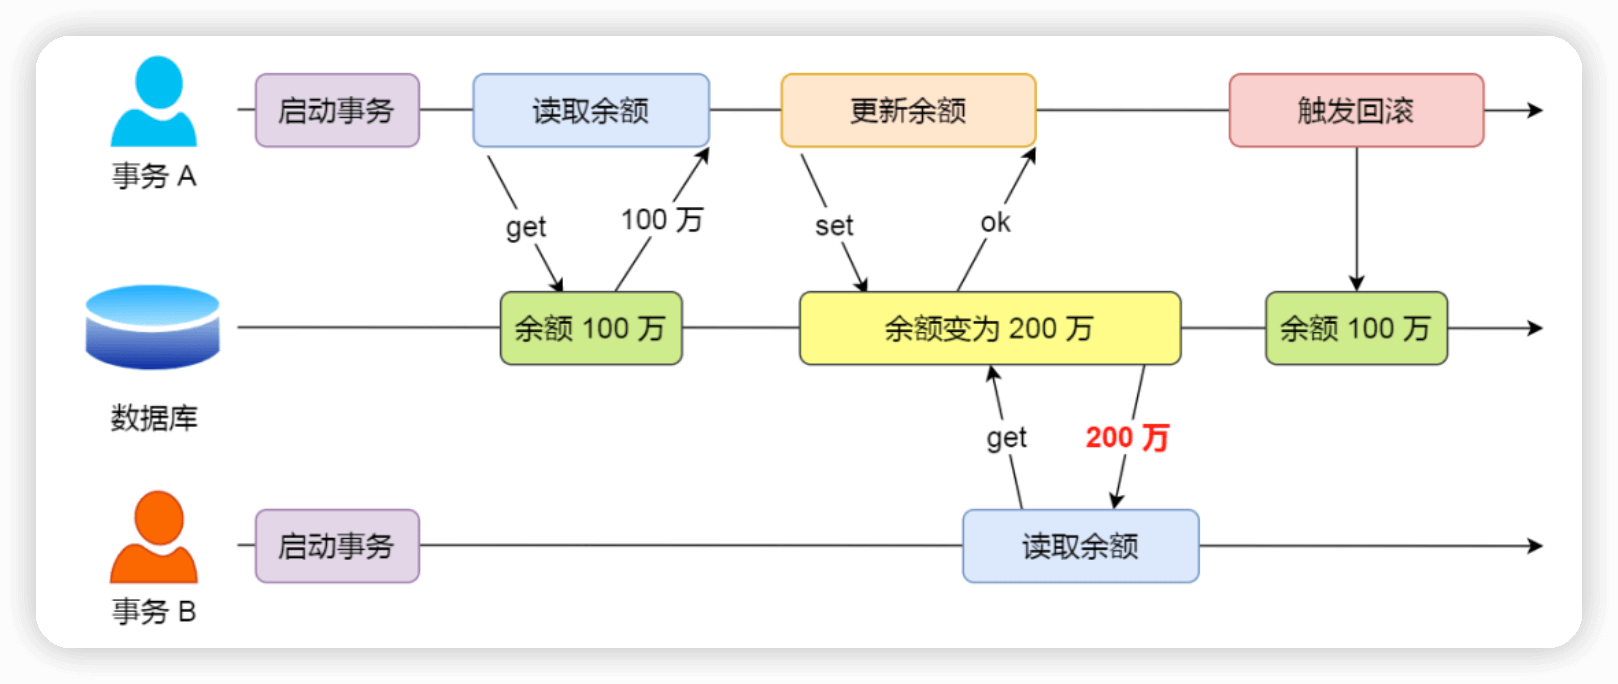 启动事务
读取余额
更新余额
触发回滚
事务 A
get
100 万
set
ok
余额 100 万
余额变为 200 万
余额 100 万
数据库
get
200 万
启动事务
读取余额
事务 B